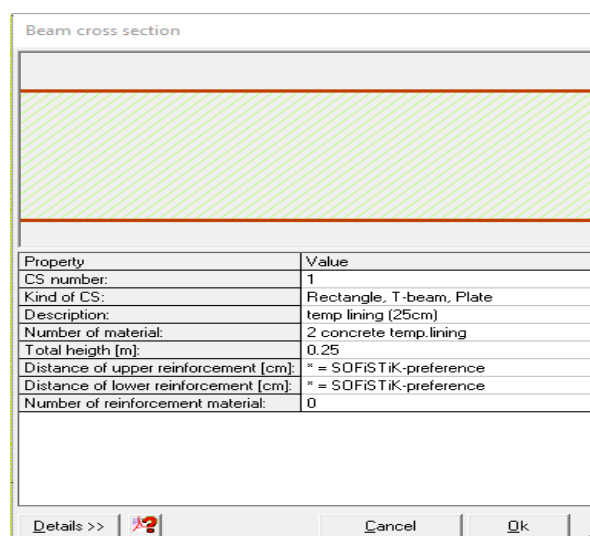 Beam cross section
Property Value
CS number: 1
Kind of CS: Rectangle, T-beam, Plate
Description: temp lining (25cm)
Number of material: 2 concrete temp.lining
Total heigth [m]: 0.25
Distance of upper reinforcement [cm]: * = SOFiSTiK-preference
Distance of lower reinforcement [cm]: * = SOFiSTiK-preference
Number of reinforcement material: 0
Details >> Cancel Ok